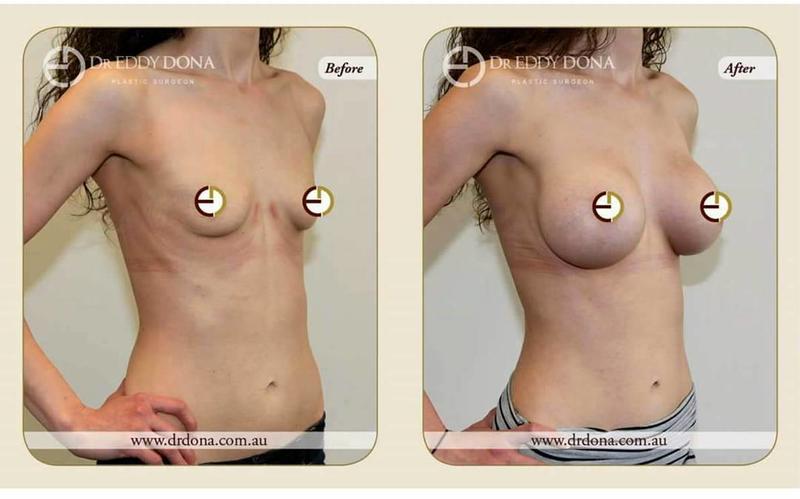 DR EDDY DONA
PLASTIC SURGEON
Before
www.drdona.com.au
DR EDDY DONA
PLASTIC SURGEON
After
www.drdona.com.au